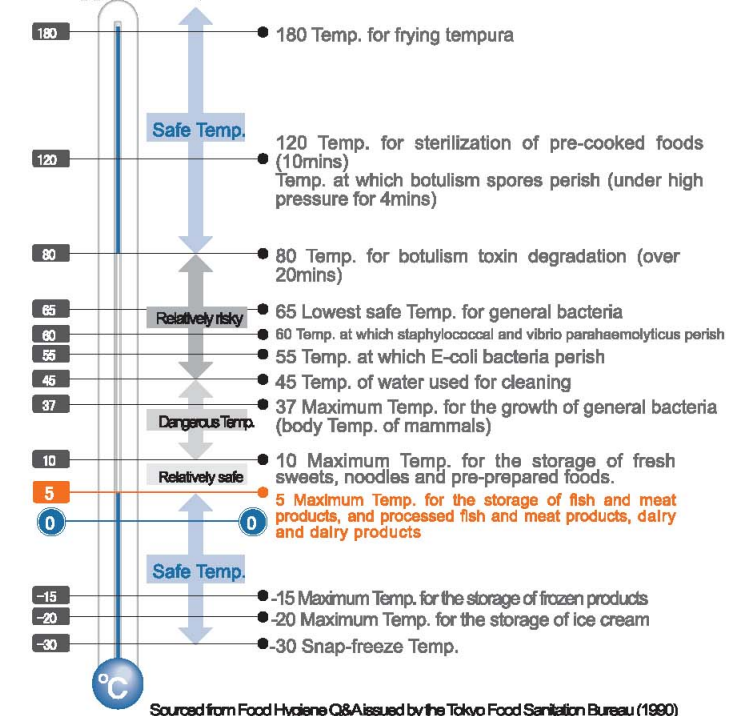 180
180 Temp. for frying tempura
Safe Temp.
120
120 Temp. for sterilization of pre-cooked foods
(10mins)
Temp. at which botulism spores perish (under high
pressure for 4mins)
80
80 Temp. for botulism toxin degradation (over
20mins)
65
65 Lowest safe Temp. for general bacteria
Relatively risky
60
60 Temp. at which staphylococcal and vibrio parahaemolyticus perish
55
55 Temp. at which E-coli bacteria perish
45
45 Temp. of water used for cleaning
37
37 Maximum Temp. for the growth of general bacteria
(body Temp. of mammals)
Dangerous Temp.
10
10 Maximum Temp. for the storage of fresh
sweets, noodles and pre-prepared foods.
Relatively safe
5
5 Maximum Temp. for the storage of fish and meat
products, and processed fish and meat products, dairy
and dairy products
0
0
Safe Temp.
-15
-15 Maximum Temp. for the storage of frozen products
-20
-20 Maximum Temp. for the storage of ice cream
-30
-30 Snap-freeze Temp.
°C
Sourced from Food Hygiene Q&A issued by the Tokyo Food Sanitation Bureau (1990)